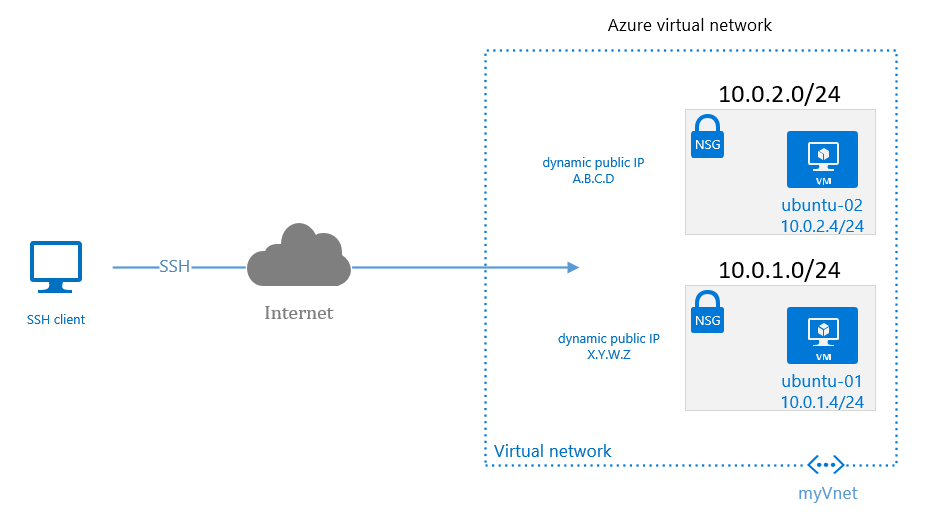 Azure virtual network
10.0.2.0/24
NSG
VM
dynamic public IP
A.B.C.D
ubuntu-02
10.0.2.4/24
SSH
SSH client
Internet
10.0.1.0/24
NSG
VM
dynamic public IP
X.Y.W.Z
ubuntu-01
10.0.1.4/24
Virtual network
myVnet